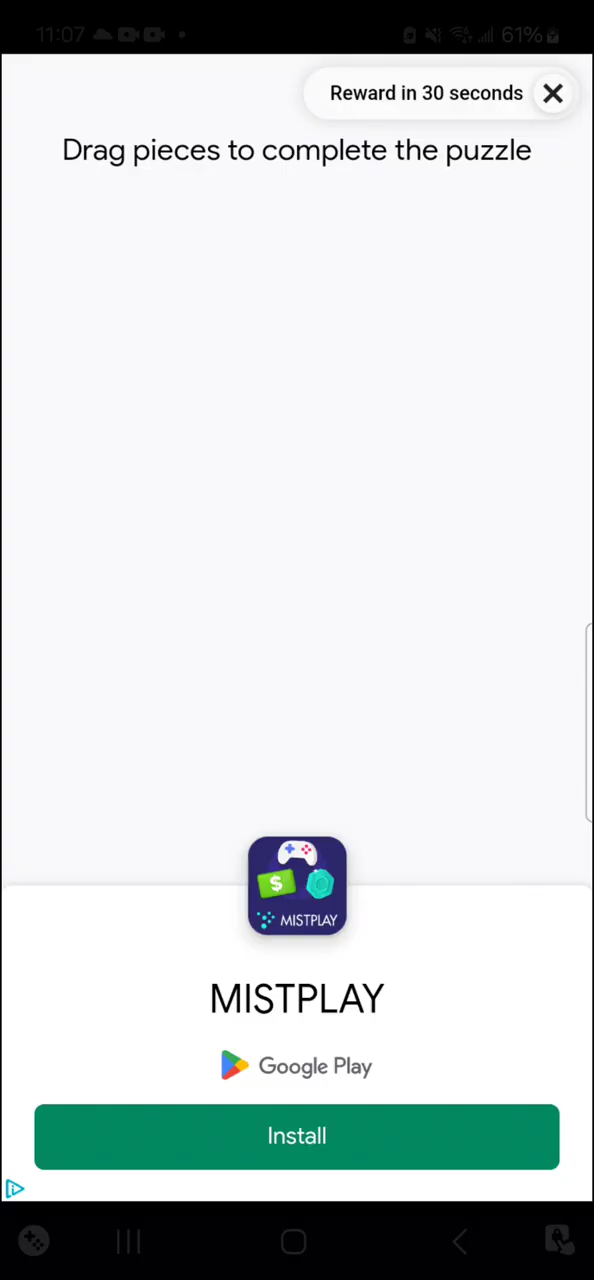 11:07
61%
Reward in 30 seconds
Drag pieces to complete the puzzle
$
MISTPLAY
MISTPLAY
Google Play
Install